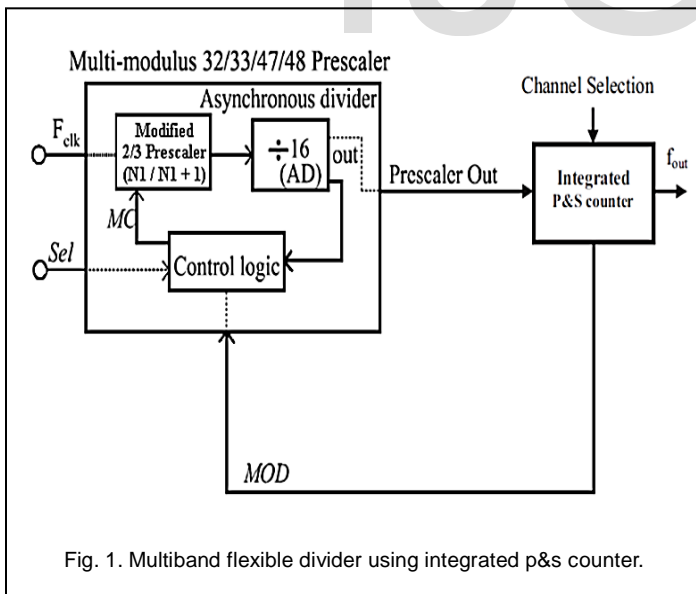 Multi-modulus 32/33/47/48 Prescaler
Asynchronous divider
Channel Selection
Fclk
Modified
2/3 Prescaler
(N1 / N1 + 1)
÷16
(AD)
out
Prescaler Out
Integrated
P&S counter
fout
MC
Sel
Control logic
MOD
Fig. 1. Multiband flexible divider using integrated p&s counter.